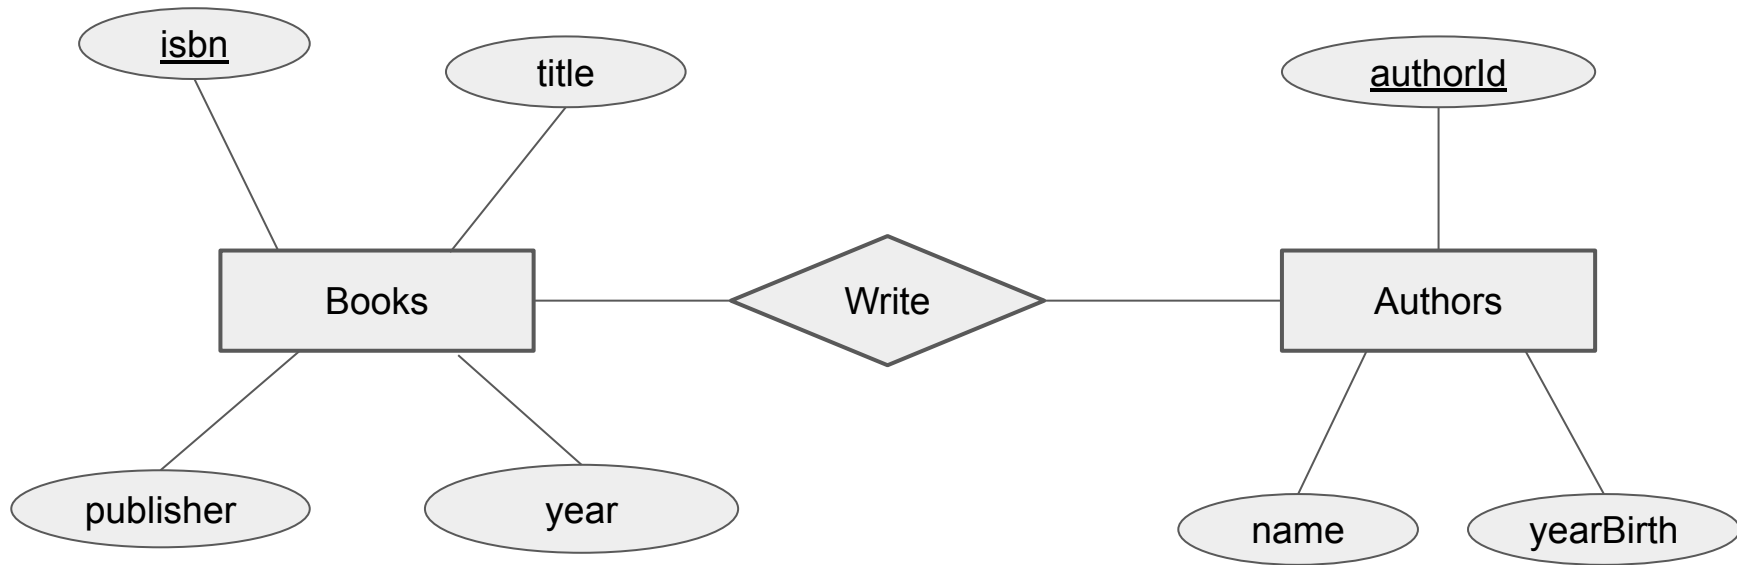 isbn
title
authorId
Books
Write
Authors
publisher
year
name
yearBirth